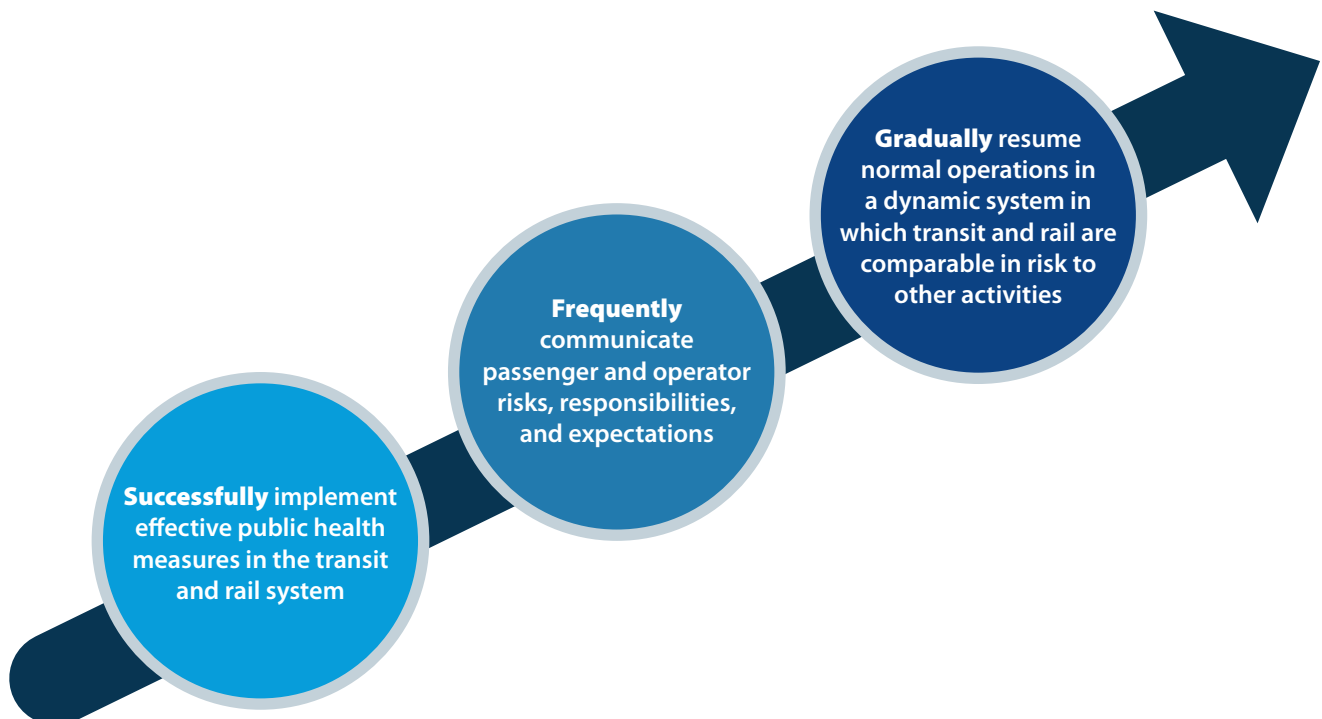 Successfully implement
effective public health
measures in the transit
and rail system
Frequently
communicate
passenger and operator
risks, responsibilities,
and expectations
Gradually resume
normal operations in
a dynamic system in
which transit and rail are
comparable in risk to
other activities